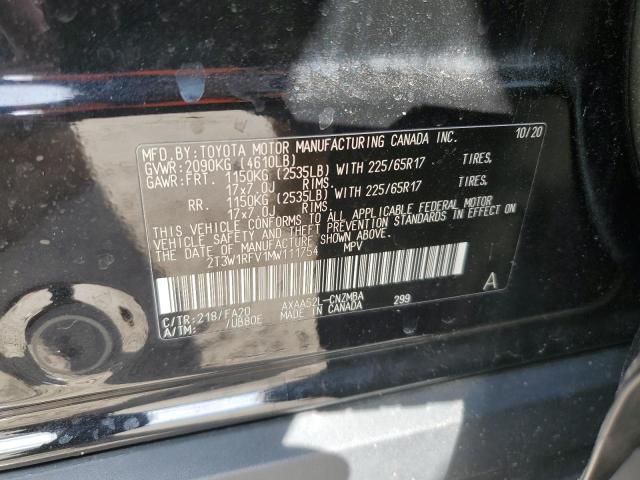 MFD.BY:TOYOTA MOTOR MANUFACTURING CANADA INC. 10/20
GVWR:2090KG (4610LB)
GAWR:FRT. 1150KG (2535LB) WITH 225/65R17 TIRES,
17x7.0J RIMS.
RR. 1150KG (2535LB) WITH 225/65R17 TIRES,
17x7.0J RIMS.
THIS VEHICLE CONFORMS TO ALL APPLICABLE FEDERAL MOTOR
VEHICLE SAFETY AND THEFT PREVENTION STANDARDS IN EFFECT ON
THE DATE OF MANUFACTURE SHOWN ABOVE.
2T3W1RFV1MW111754 MPV
A
C/TR:218/FA20 AXAA52L-CNZMBA
A/TM: /UB80E MADE IN CANADA 299